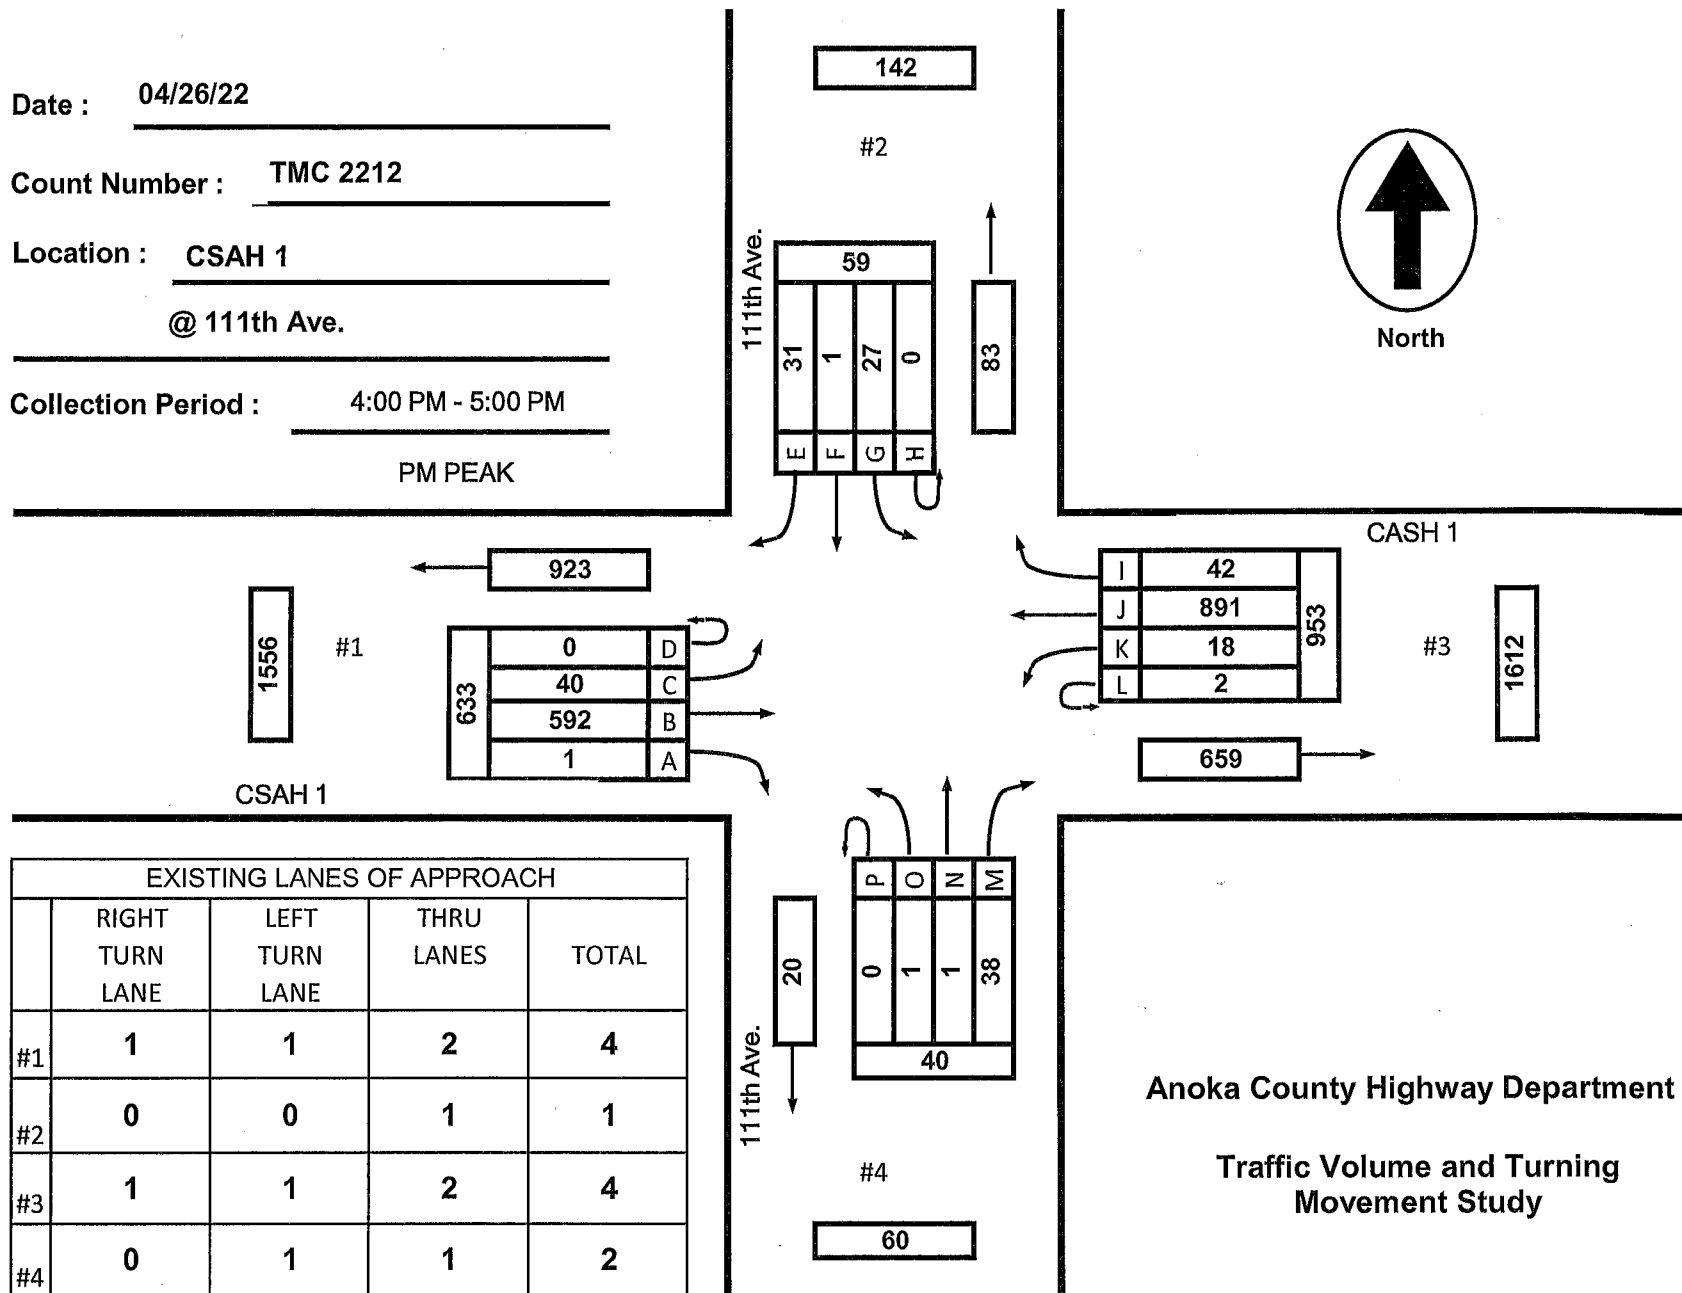 Date : 04/26/22
Count Number : TMC 2212
Location : CSAH 1
@ 111th Ave.
Collection Period : 4:00 PM - 5:00 PM
PM PEAK
142
#2
111th Ave.
59
31 1 27 0
E F G H
83
North
CASH 1
923
1556
#1
633
0 D
40 C
592 B
1 A
CSAH 1
I 42
J 891
K 18
L 2
953
#3
1612
659
P O N M
0 1 1 38
40
20
111th Ave.
#4
60
EXISTING LANES OF APPROACH
RIGHT TURN LANE LEFT TURN LANE THRU LANES TOTAL
#1 1 1 2 4
#2 0 0 1 1
#3 1 1 2 4
#4 0 1 1 2
Anoka County Highway Department
Traffic Volume and Turning
Movement Study